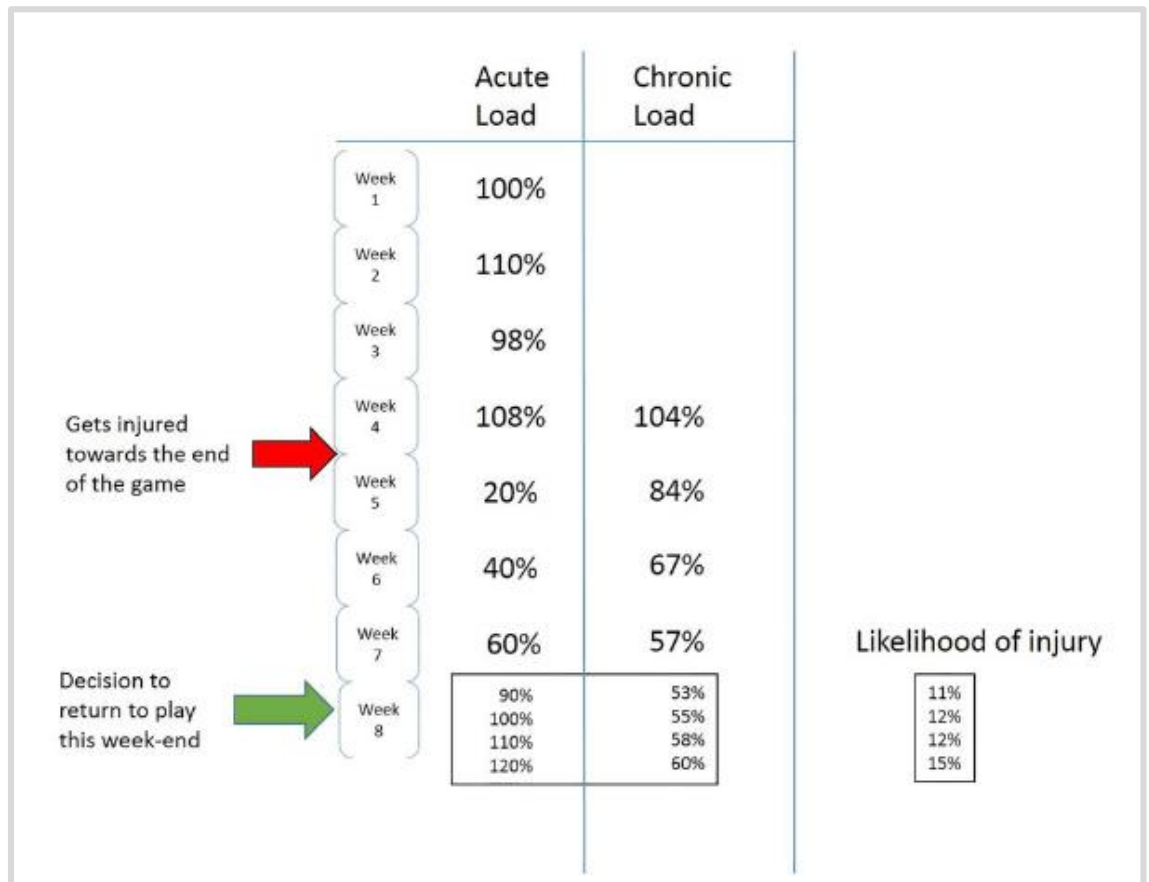 Acute Chronic
Load Load
Week
1
100%
Week
2
110%
Week
3
98%
Gets injured
towards the end
of the game
Week
4
108% 104%
Week
5
20% 84%
Week
6
40% 67%
Week
7
60% 57%
Likelihood of injury
Decision to
return to play
this week-end
Week
8
90% 53% 11%
100% 55% 12%
110% 58% 12%
120% 60% 15%